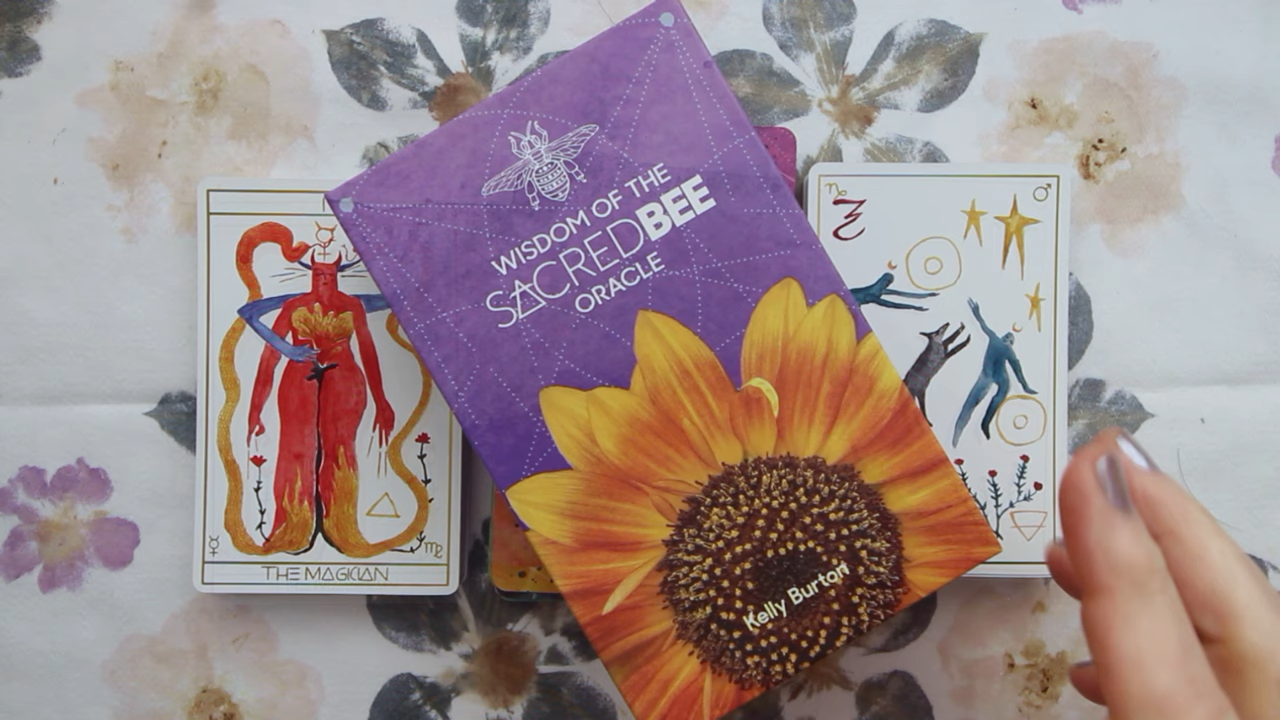 WISDOM OF THE
SACREDBEE
ORACLE
Kelly Burton
THE MAGICIAN